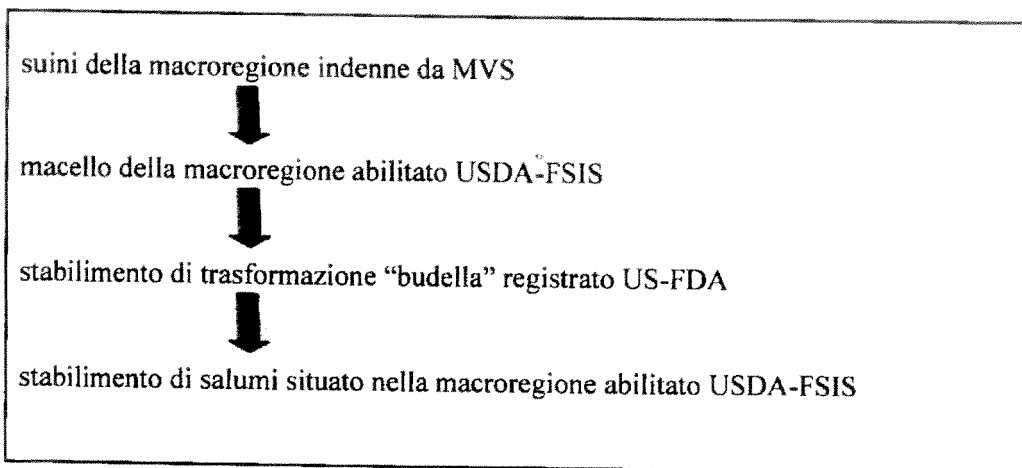 suini della macroregione indenne da MVS
macello della macroregione abilitato USDA-FSIS
stabilimento di trasformazione “budella” registrato US-FDA
stabilimento di salumi situato nella macroregione abilitato USDA-FSIS